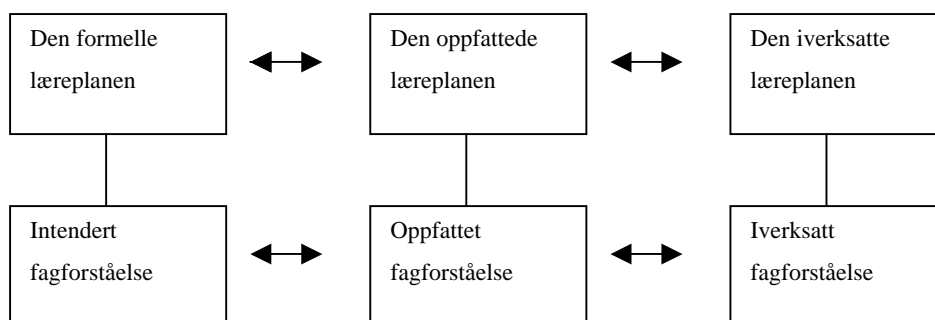 Den formelle
læreplanen
Den oppfattede
læreplanen
Den iverksatte
læreplanen
Intendert
fagforståelse
Oppfattet
fagforståelse
Iverksatt
fagforståelse